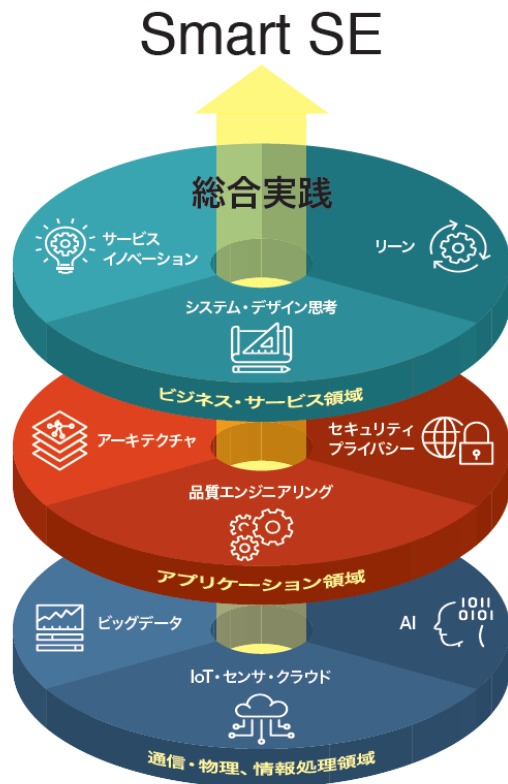 Smart SE
総合実践
サービス
イノベーション
リーン
システム・デザイン思考
ビジネス・サービス領域
アーキテクチャ
セキュリティ
プライバシー
品質エンジニアリング
アプリケーション領域
ビッグデータ
AI
1011
0101
IoT・センサ・クラウド
通信・物理、情報処理領域